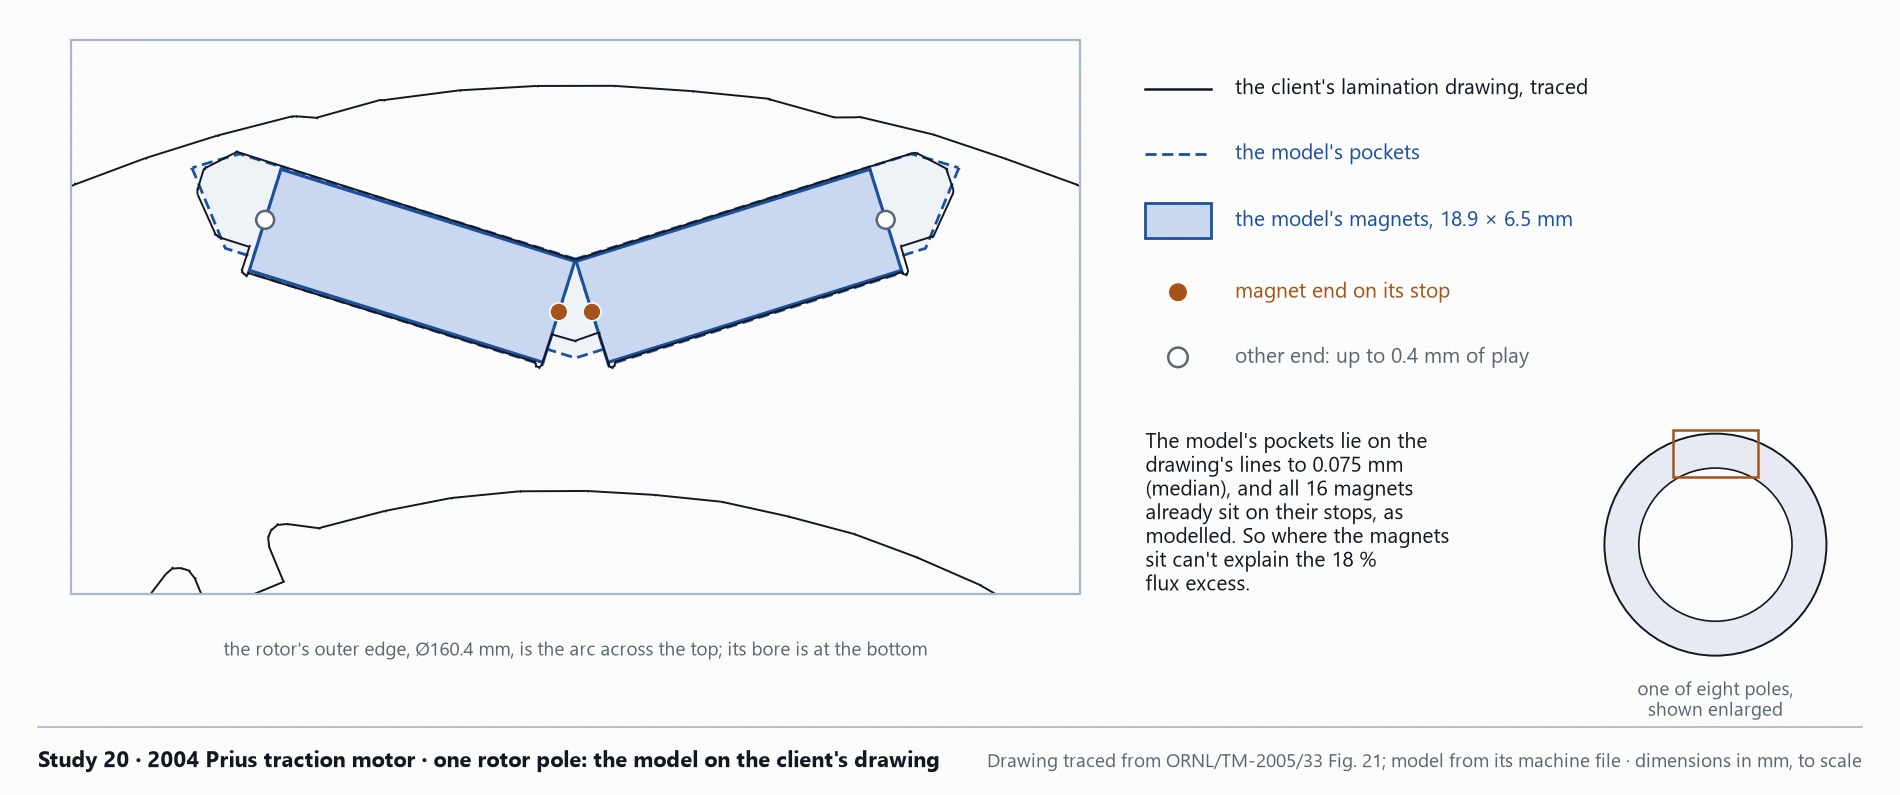 the client's lamination drawing, traced
the model's pockets
the model's magnets, 18.9 × 6.5 mm
magnet end on its stop
other end: up to 0.4 mm of play
The model's pockets lie on the
drawing's lines to 0.075 mm
(median), and all 16 magnets
already sit on their stops, as
modelled. So where the magnets
sit can't explain the 18 %
flux excess.
the rotor's outer edge, Ø160.4 mm, is the arc across the top; its bore is at the bottom
one of eight poles,
shown enlarged
Study 20 · 2004 Prius traction motor · one rotor pole: the model on the client's drawing
Drawing traced from ORNL/TM-2005/33 Fig. 21; model from its machine file · dimensions in mm, to scale